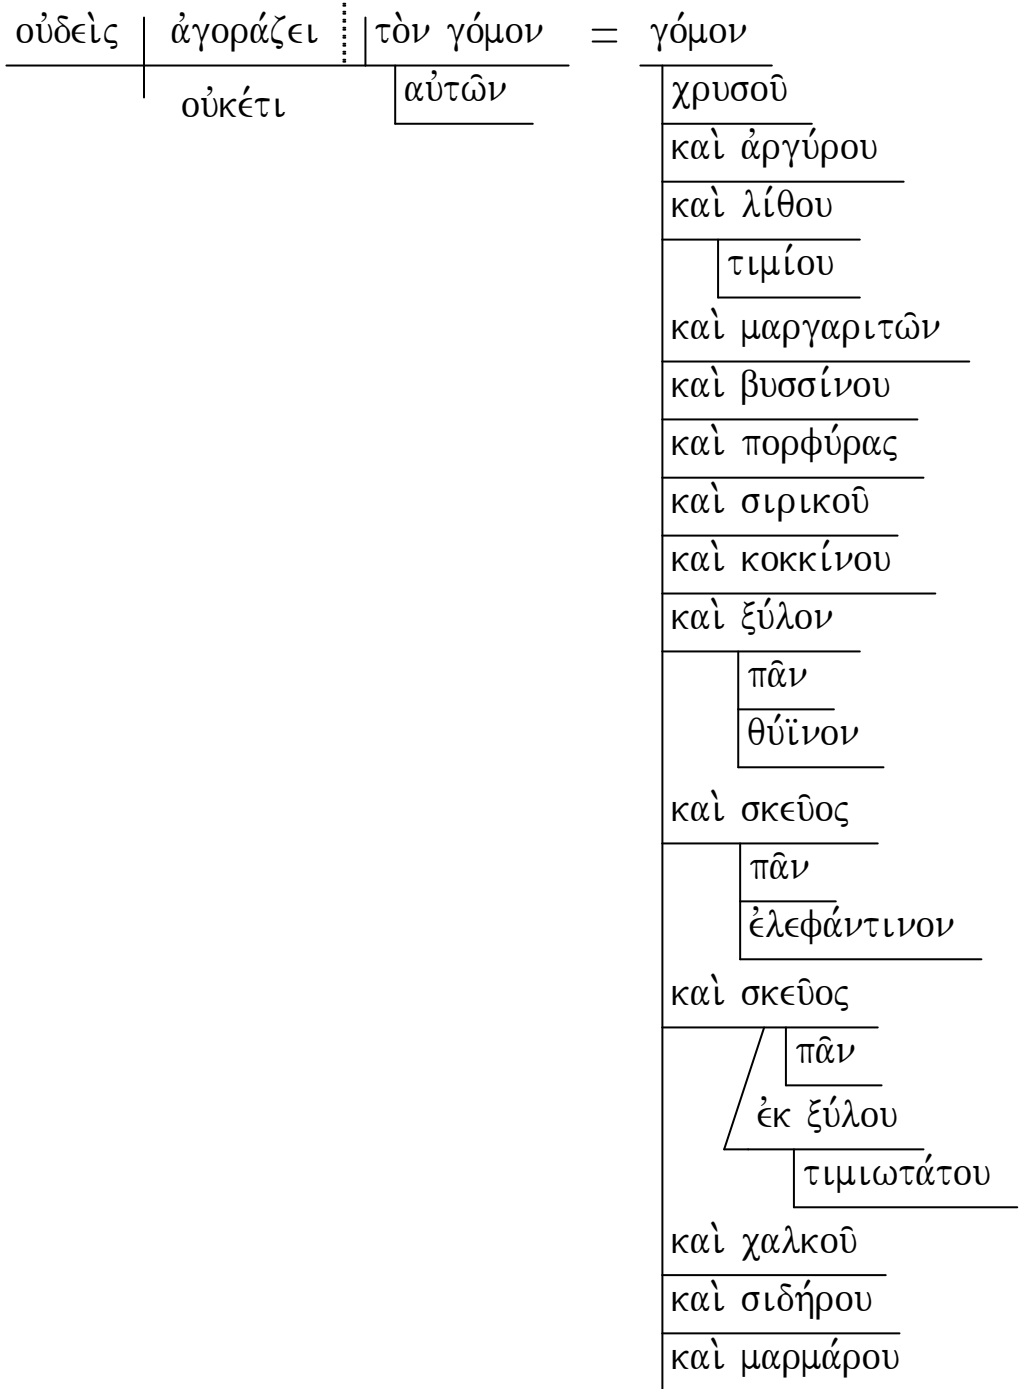 οὐδεὶς ἀγοράζει τὸν γόμον = γόμον
οὐκέτι αὐτῶν χρυσοῦ
καὶ ἀργύρου
καὶ λίθου
τιμίου
καὶ μαργαριτῶν
καὶ βυσσίνου
καὶ πορφύρας
καὶ σιρικοῦ
καὶ κοκκίνου
καὶ ξύλον
πᾶν
θύϊνον
καὶ σκεῦος
πᾶν
ἐλεφάντινον
καὶ σκεῦος
πᾶν
ἐκ ξύλου
τιμιωτάτου
καὶ χαλκοῦ
καὶ σιδήρου
καὶ μαρμάρου